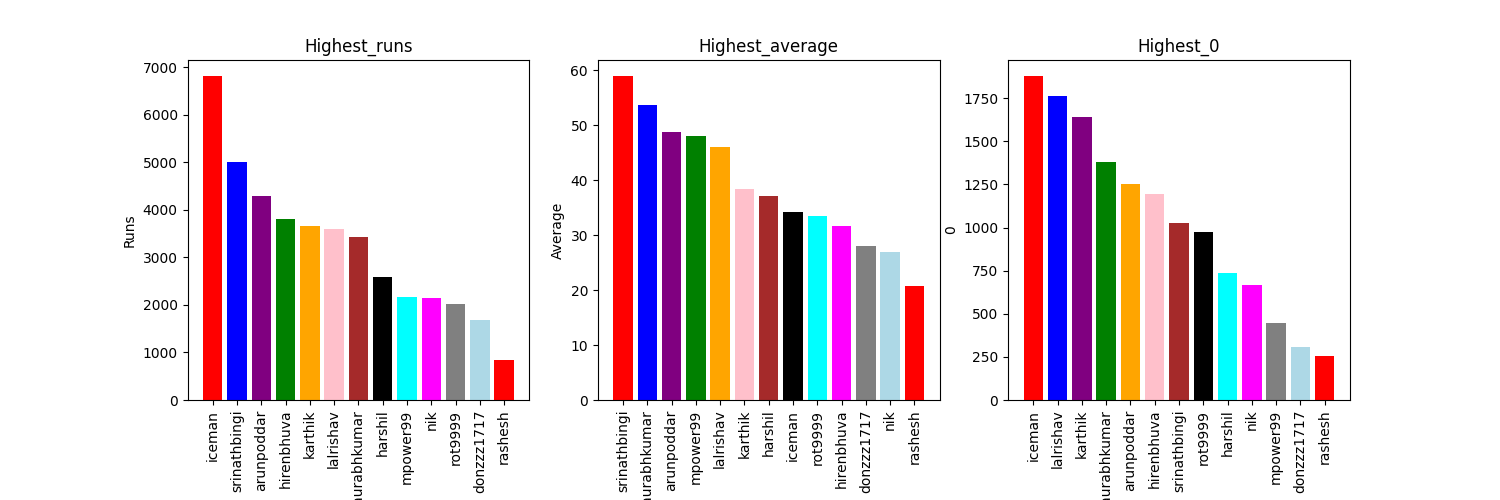 Highest_runs
Runs
7000
6000
5000
4000
3000
2000
1000
0
iceman
srinathbingi
arunpoddar
hirenbhuva
karthik
lalrishav
urabhkumar
harshil
mpower99
nik
rot9999
donzzz1717
rashesh
Highest_average
Average
60
50
40
30
20
10
0
srinathbingi
urabhkumar
arunpoddar
mpower99
lalrishav
karthik
harshil
iceman
rot9999
hirenbhuva
donzzz1717
nik
rashesh
Highest_0
0
1750
1500
1250
1000
750
500
250
0
iceman
lalrishav
karthik
urabhkumar
arunpoddar
hirenbhuva
srinathbingi
rot9999
harshil
nik
mpower99
donzzz1717
rashesh